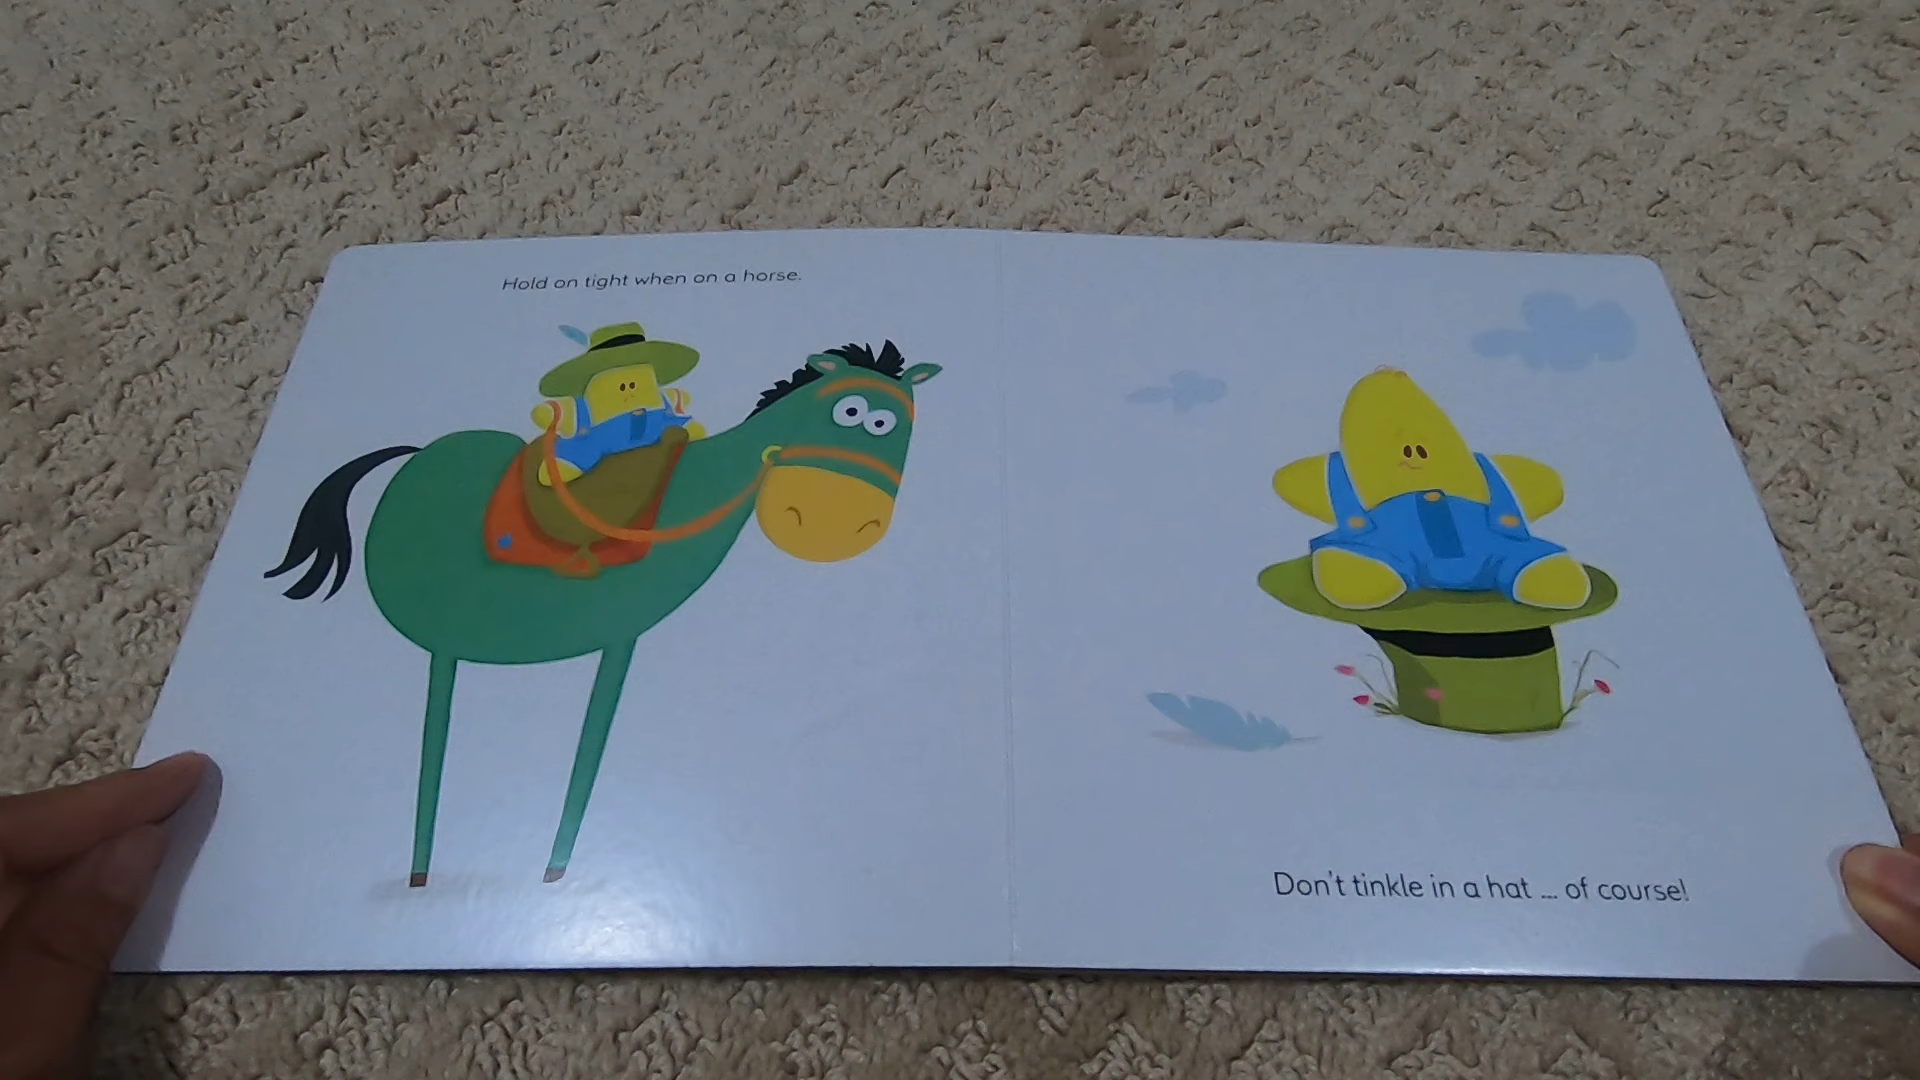 Hold on tight when on a horse.
Don't tinkle in a hat ... of course!